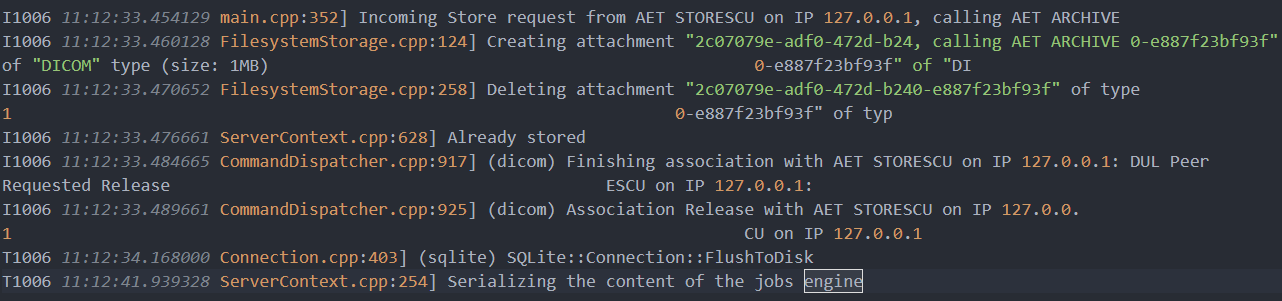 I1006 11:12:33.454129 main.cpp:352] Incoming Store request from AET STORESCU on IP 127.0.0.1, calling AET ARCHIVE
I1006 11:12:33.460128 FilesystemStorage.cpp:124] Creating attachment "2c07079e-adf0-472d-b24, calling AET ARCHIVE 0-e887f23bf93f"
of "DICOM" type (size: 1MB) 0-e887f23bf93f" of "DI
I1006 11:12:33.470652 FilesystemStorage.cpp:258] Deleting attachment "2c07079e-adf0-472d-b240-e887f23bf93f" of type
1 0-e887f23bf93f" of typ
I1006 11:12:33.476661 ServerContext.cpp:628] Already stored
I1006 11:12:33.484665 CommandDispatcher.cpp:917] (dicom) Finishing association with AET STORESCU on IP 127.0.0.1: DUL Peer
Requested Release ESCU on IP 127.0.0.1:
I1006 11:12:33.489661 CommandDispatcher.cpp:925] (dicom) Association Release with AET STORESCU on IP 127.0.0.
1 CU on IP 127.0.0.1
T1006 11:12:34.168000 Connection.cpp:403] (sqlite) SQLite::Connection::FlushToDisk
T1006 11:12:41.939328 ServerContext.cpp:254] Serializing the content of the jobs engine